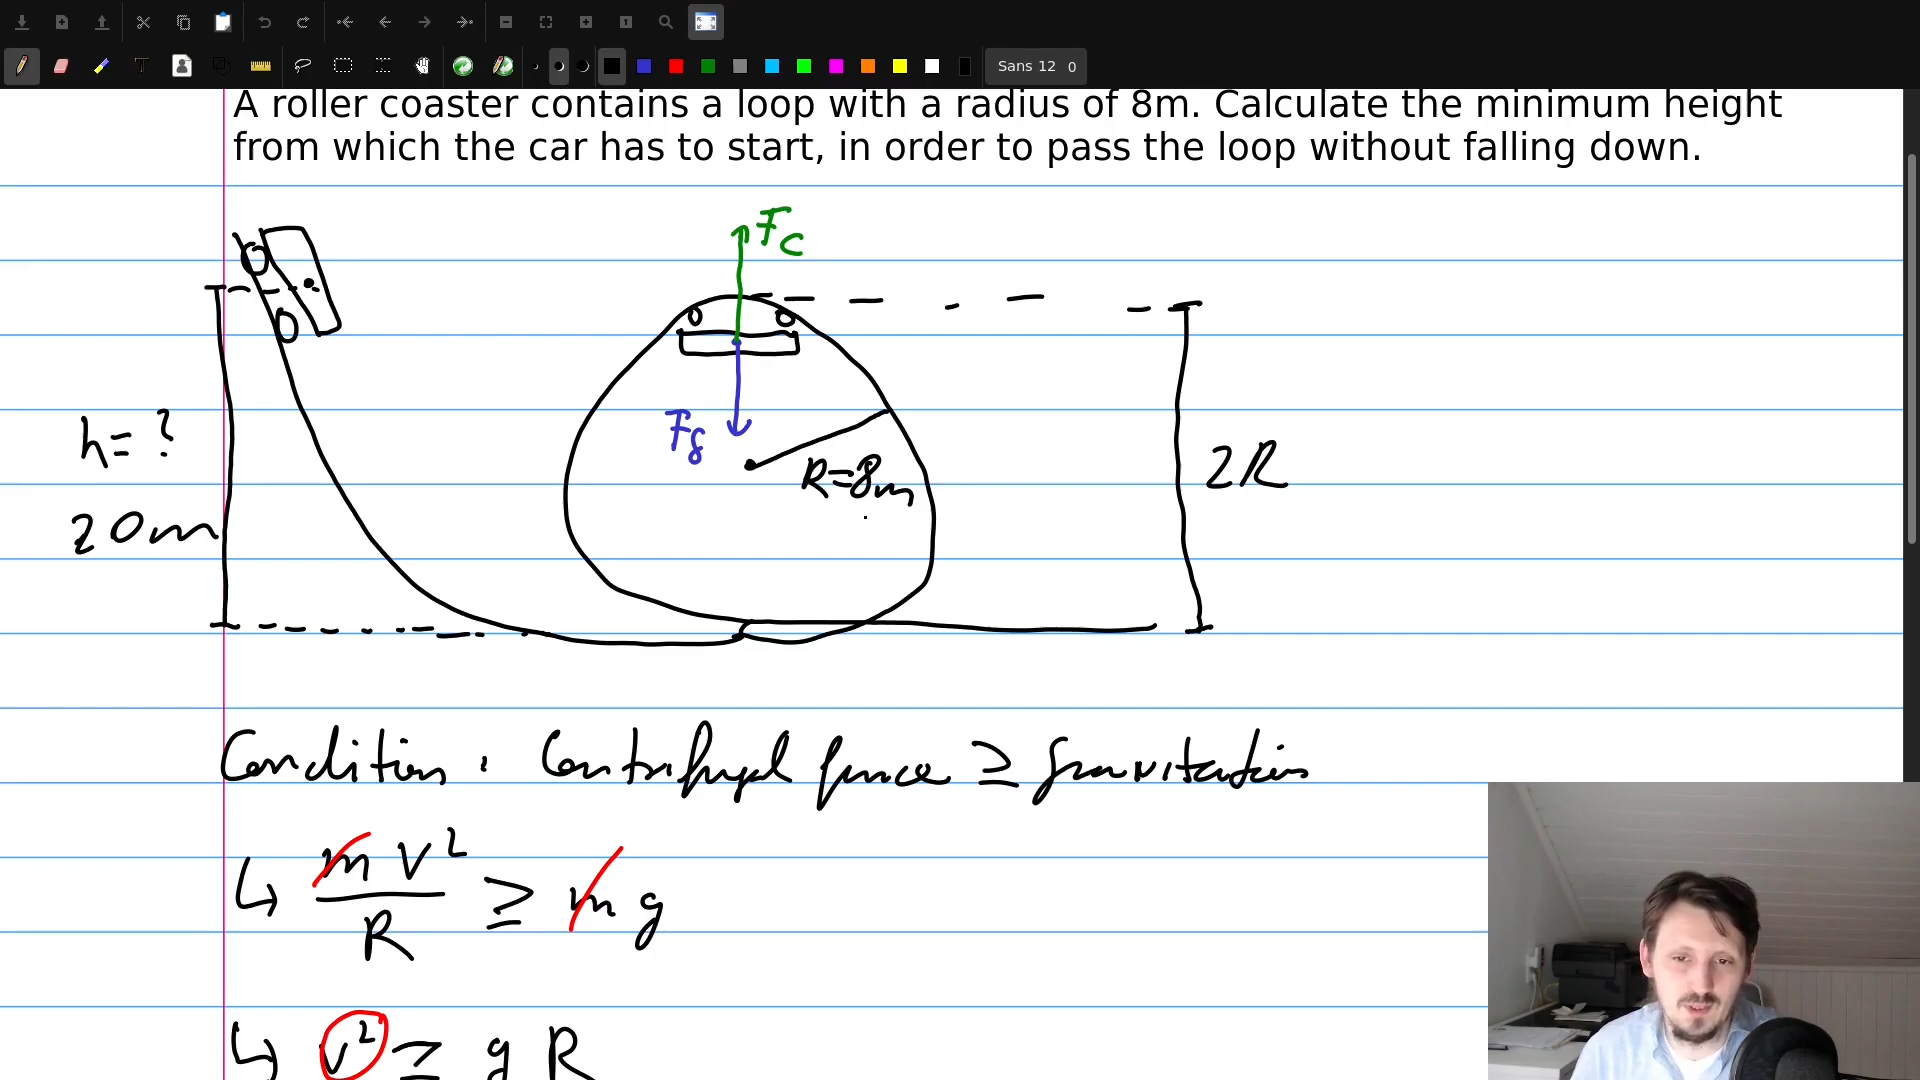 Sans 12 0
A roller coaster contains a loop with a radius of 8m. Calculate the minimum height
from which the car has to start, in order to pass the loop without falling down.
Fc
h = ?
Fg
R=8m
2R
20m
Condition : Centrifugal force ≥ gravitation
↳ m v² / R ≥ m g
↳ v² ≥ g R